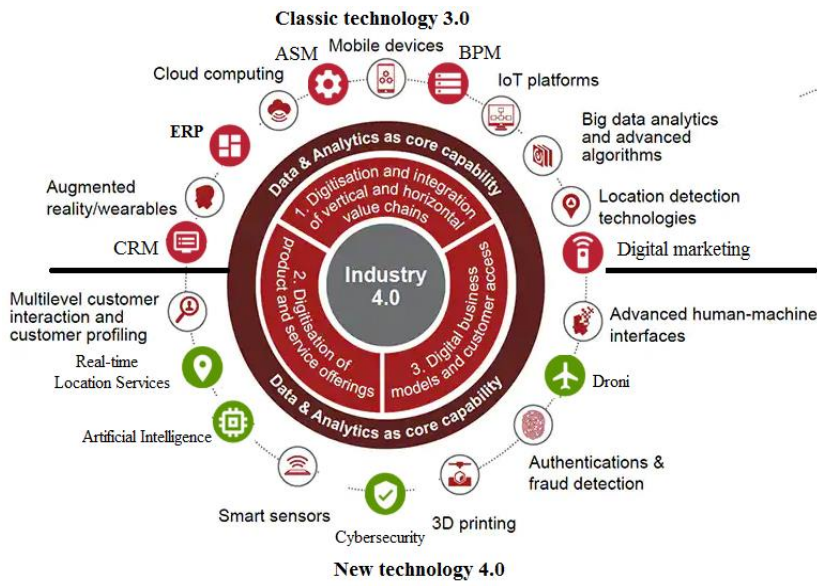 Classic technology 3.0
ASM
Mobile devices
BPM
Cloud computing
IoT platforms
ERP
Big data analytics
and advanced
algorithms
Augmented
reality/wearables
Location detection
technologies
CRM
Digital marketing
Data & Analytics as core capability
1. Digitisation and integration
of vertical and horizontal
value chains
Industry
4.0
2. Digitisation of
product and service offerings
3. Digital business
models and customer access
Data & Analytics as core capability
Multilevel customer
interaction and
customer profiling
Advanced human-machine
interfaces
Real-time
Location Services
Droni
Artificial Intelligence
Authentications &
fraud detection
Smart sensors
Cybersecurity
3D printing
New technology 4.0